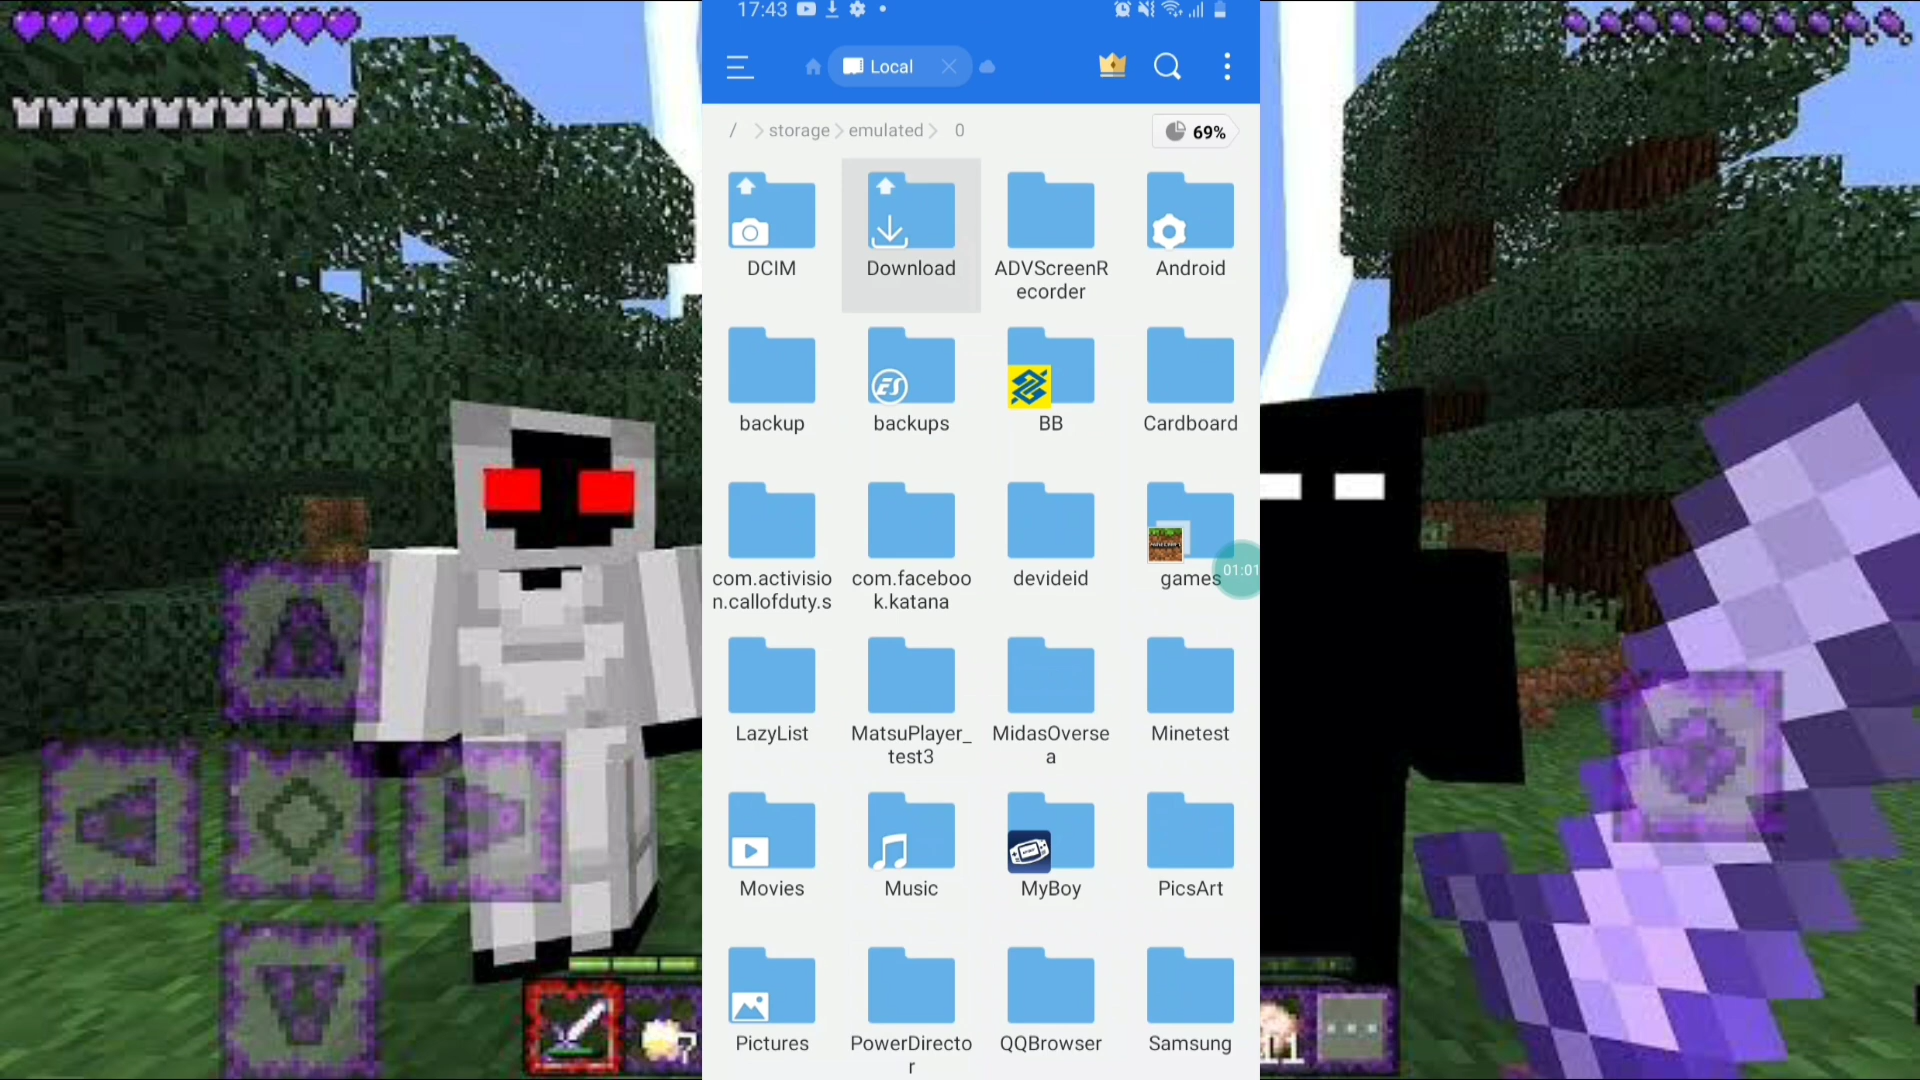 17:43
Local
/ storage emulated 0
69%
DCIM
Download
ADVScreenR
ecorder
Android
backup
backups
BB
Cardboard
com.activisio
n.callofduty.s
com.faceboo
k.katana
devideid
games
01:01
LazyList
MatsuPlayer_
test3
MidasOverse
a
Minetest
Movies
Music
MyBoy
PicsArt
Pictures
PowerDirecto
r
QQBrowser
Samsung